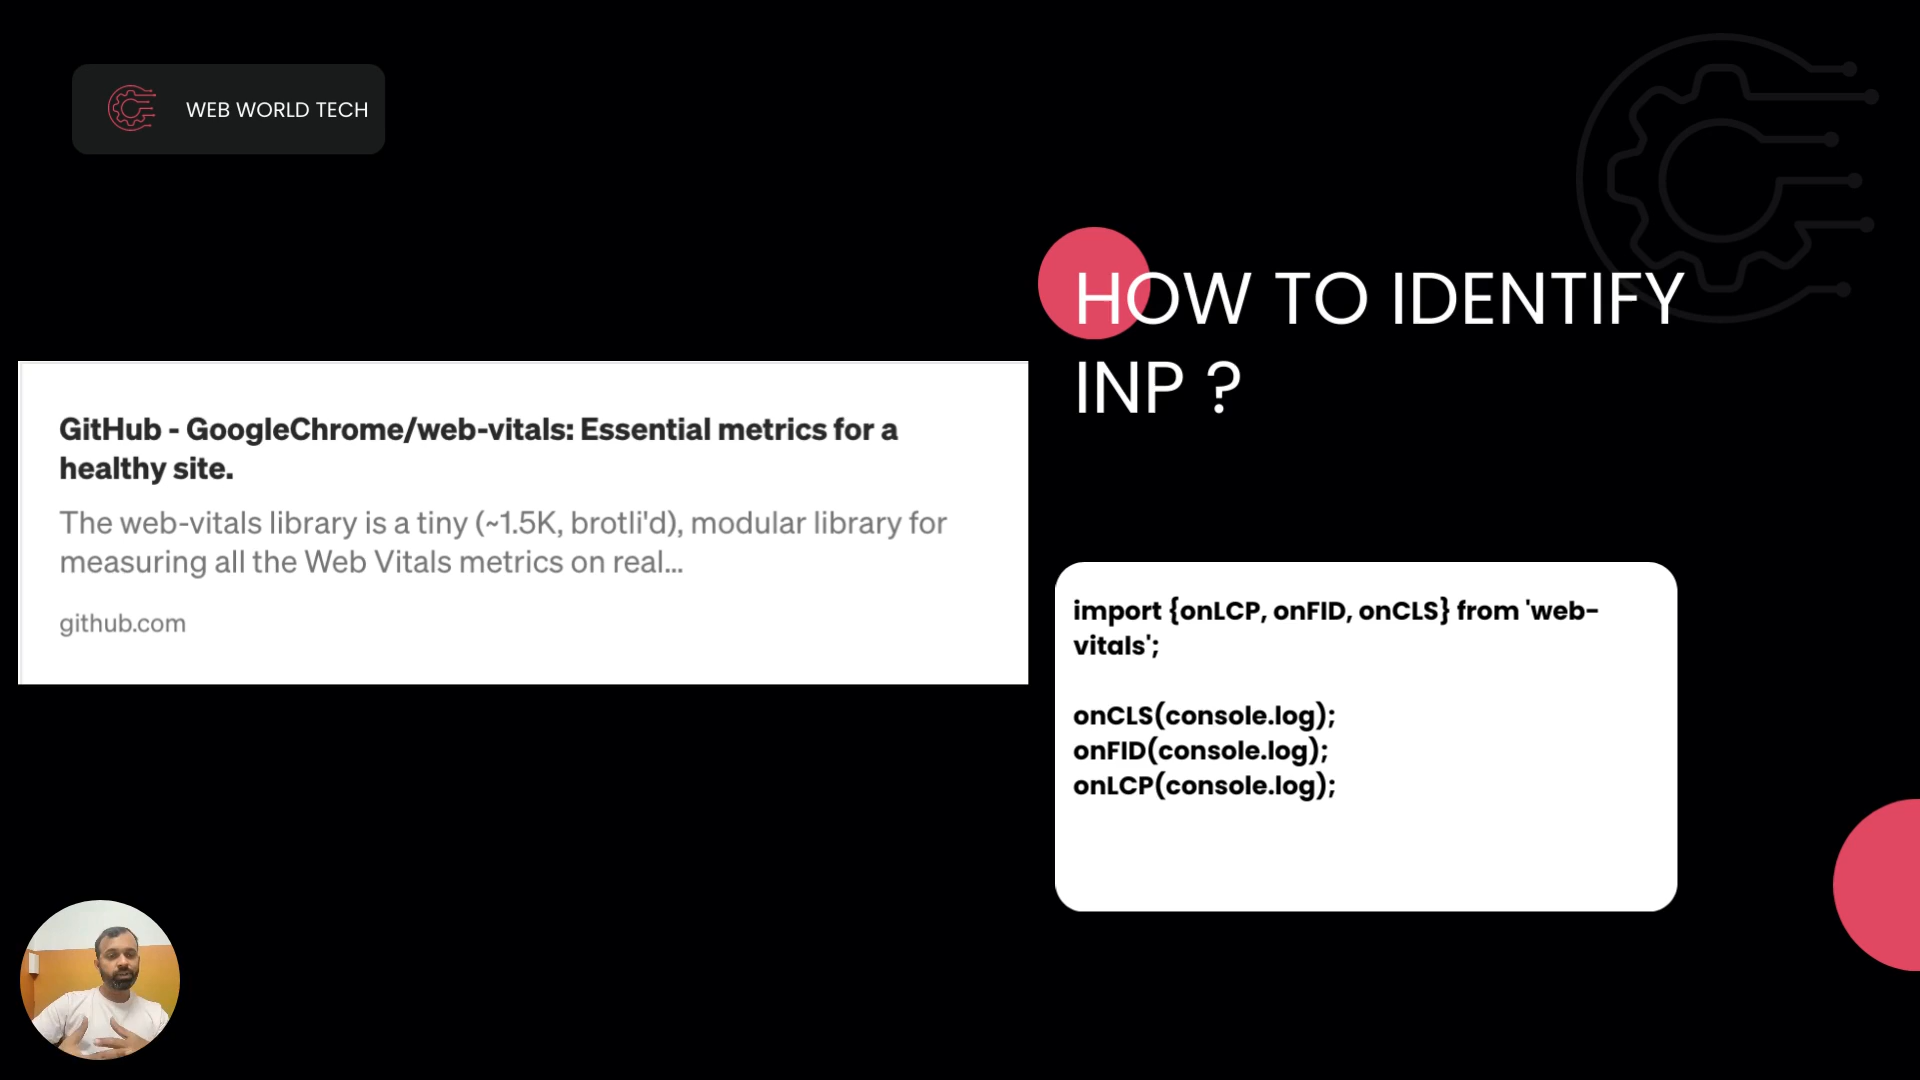 WEB WORLD TECH
HOW TO IDENTIFY
INP ?
GitHub - GoogleChrome/web-vitals: Essential metrics for a
healthy site.
The web-vitals library is a tiny (~1.5K, brotli'd), modular library for
measuring all the Web Vitals metrics on real...
github.com
import {onLCP, onFID, onCLS} from 'web-
vitals';
onCLS(console.log);
onFID(console.log);
onLCP(console.log);